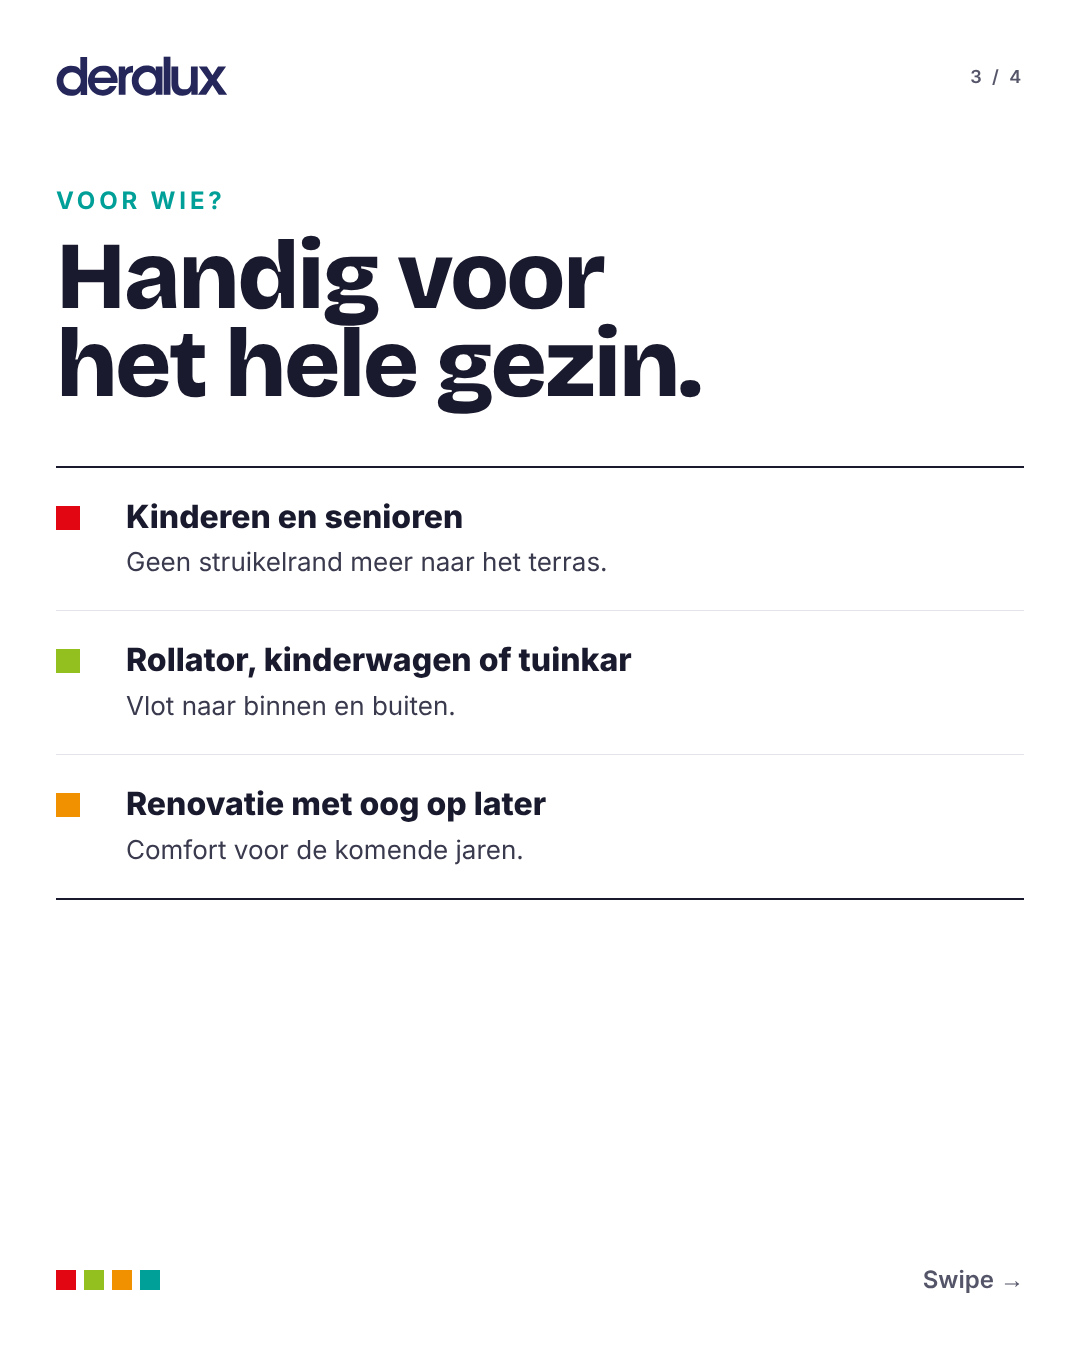 deralux
3 / 4
VOOR WIE?
Handig voor
het hele gezin.
Kinderen en senioren
Geen struikelrand meer naar het terras.
Rollator, kinderwagen of tuinkar
Vlot naar binnen en buiten.
Renovatie met oog op later
Comfort voor de komende jaren.
Swipe →